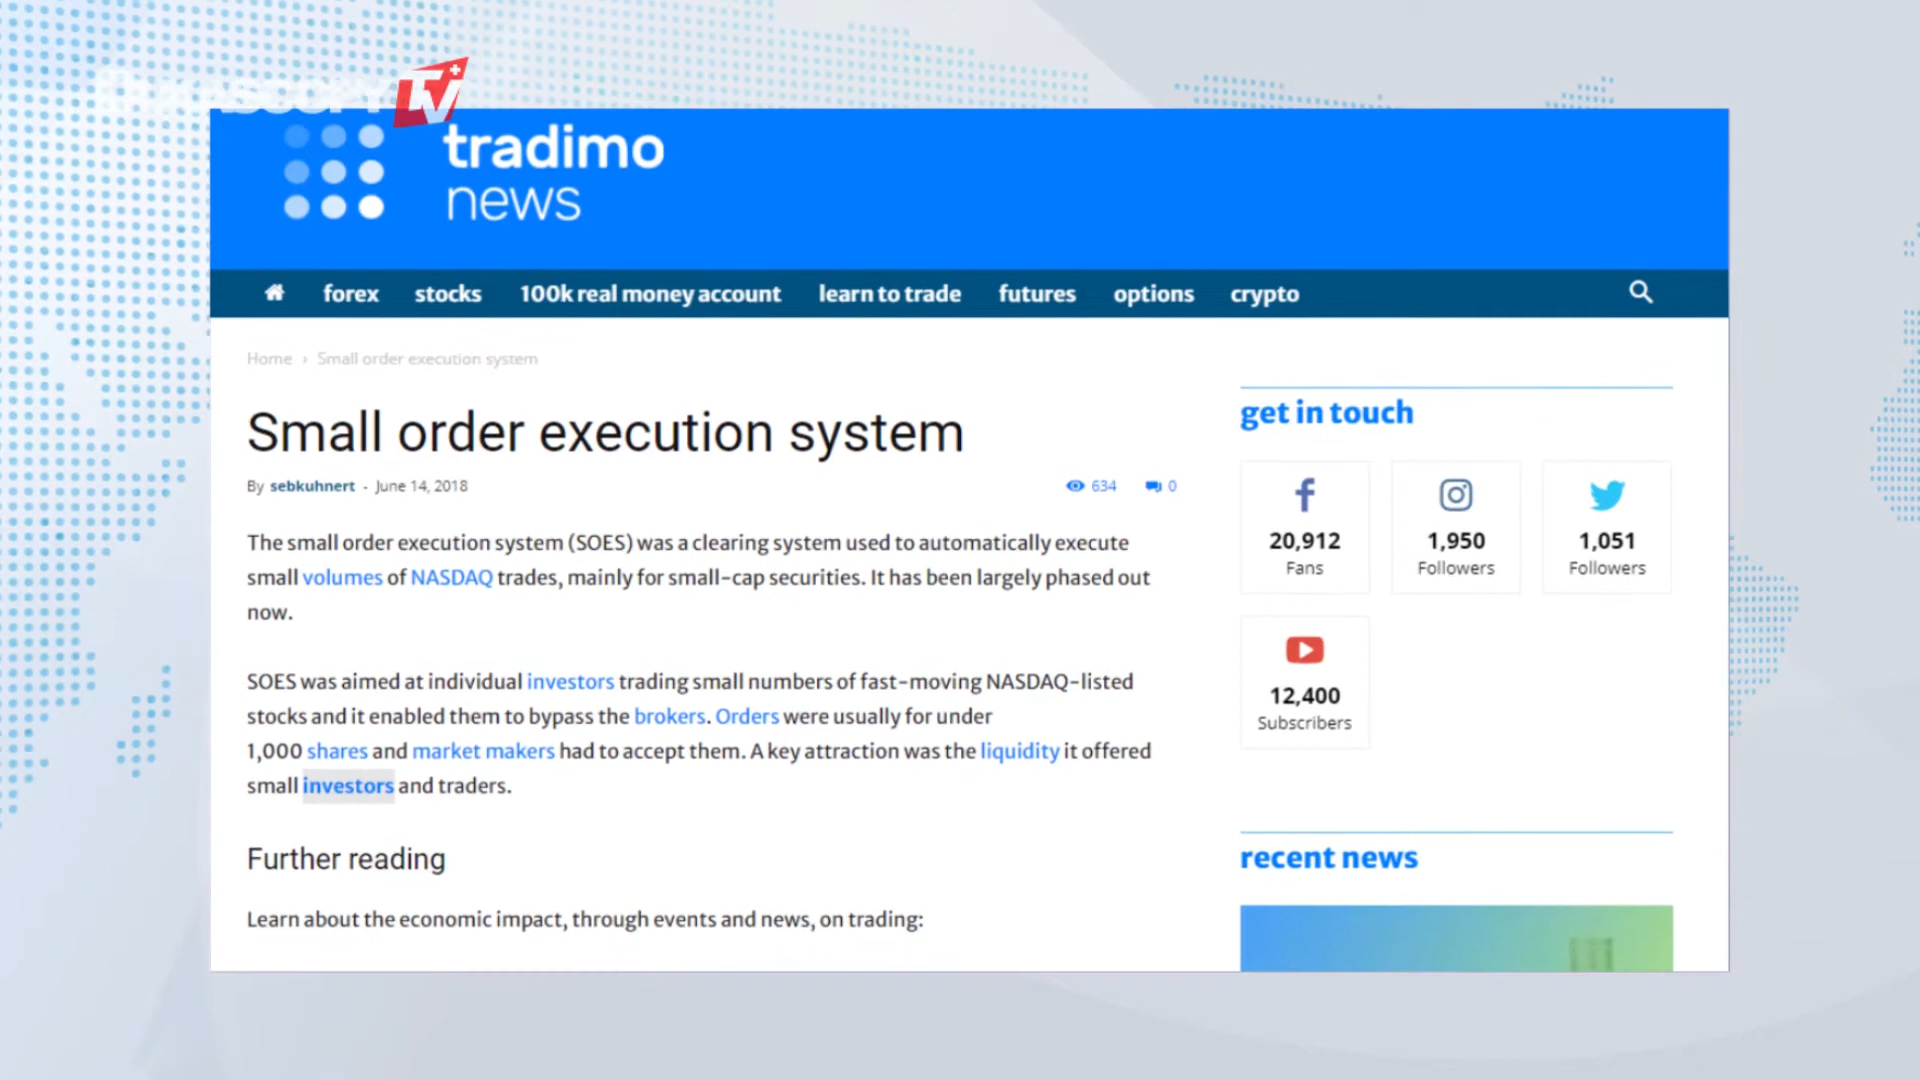 TV
tradimo
news
forex stocks 100k real money account learn to trade futures options crypto
Home › Small order execution system
Small order execution system
By sebkuhnert - June 14, 2018 634 0
The small order execution system (SOES) was a clearing system used to automatically execute
small volumes of NASDAQ trades, mainly for small-cap securities. It has been largely phased out
now.
SOES was aimed at individual investors trading small numbers of fast-moving NASDAQ-listed
stocks and it enabled them to bypass the brokers. Orders were usually for under
1,000 shares and market makers had to accept them. A key attraction was the liquidity it offered
small investors and traders.
Further reading
Learn about the economic impact, through events and news, on trading:
get in touch
20,912
Fans
1,950
Followers
1,051
Followers
12,400
Subscribers
recent news